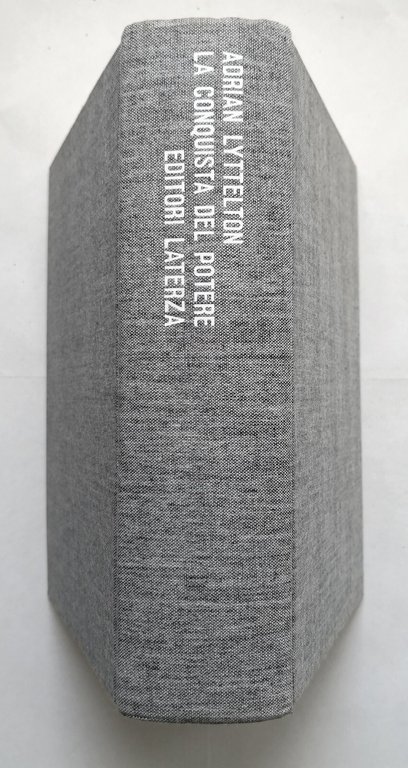 ADRIAN LYTTELTON
LA CONQUISTA DEL POTERE
EDITORI LATERZA